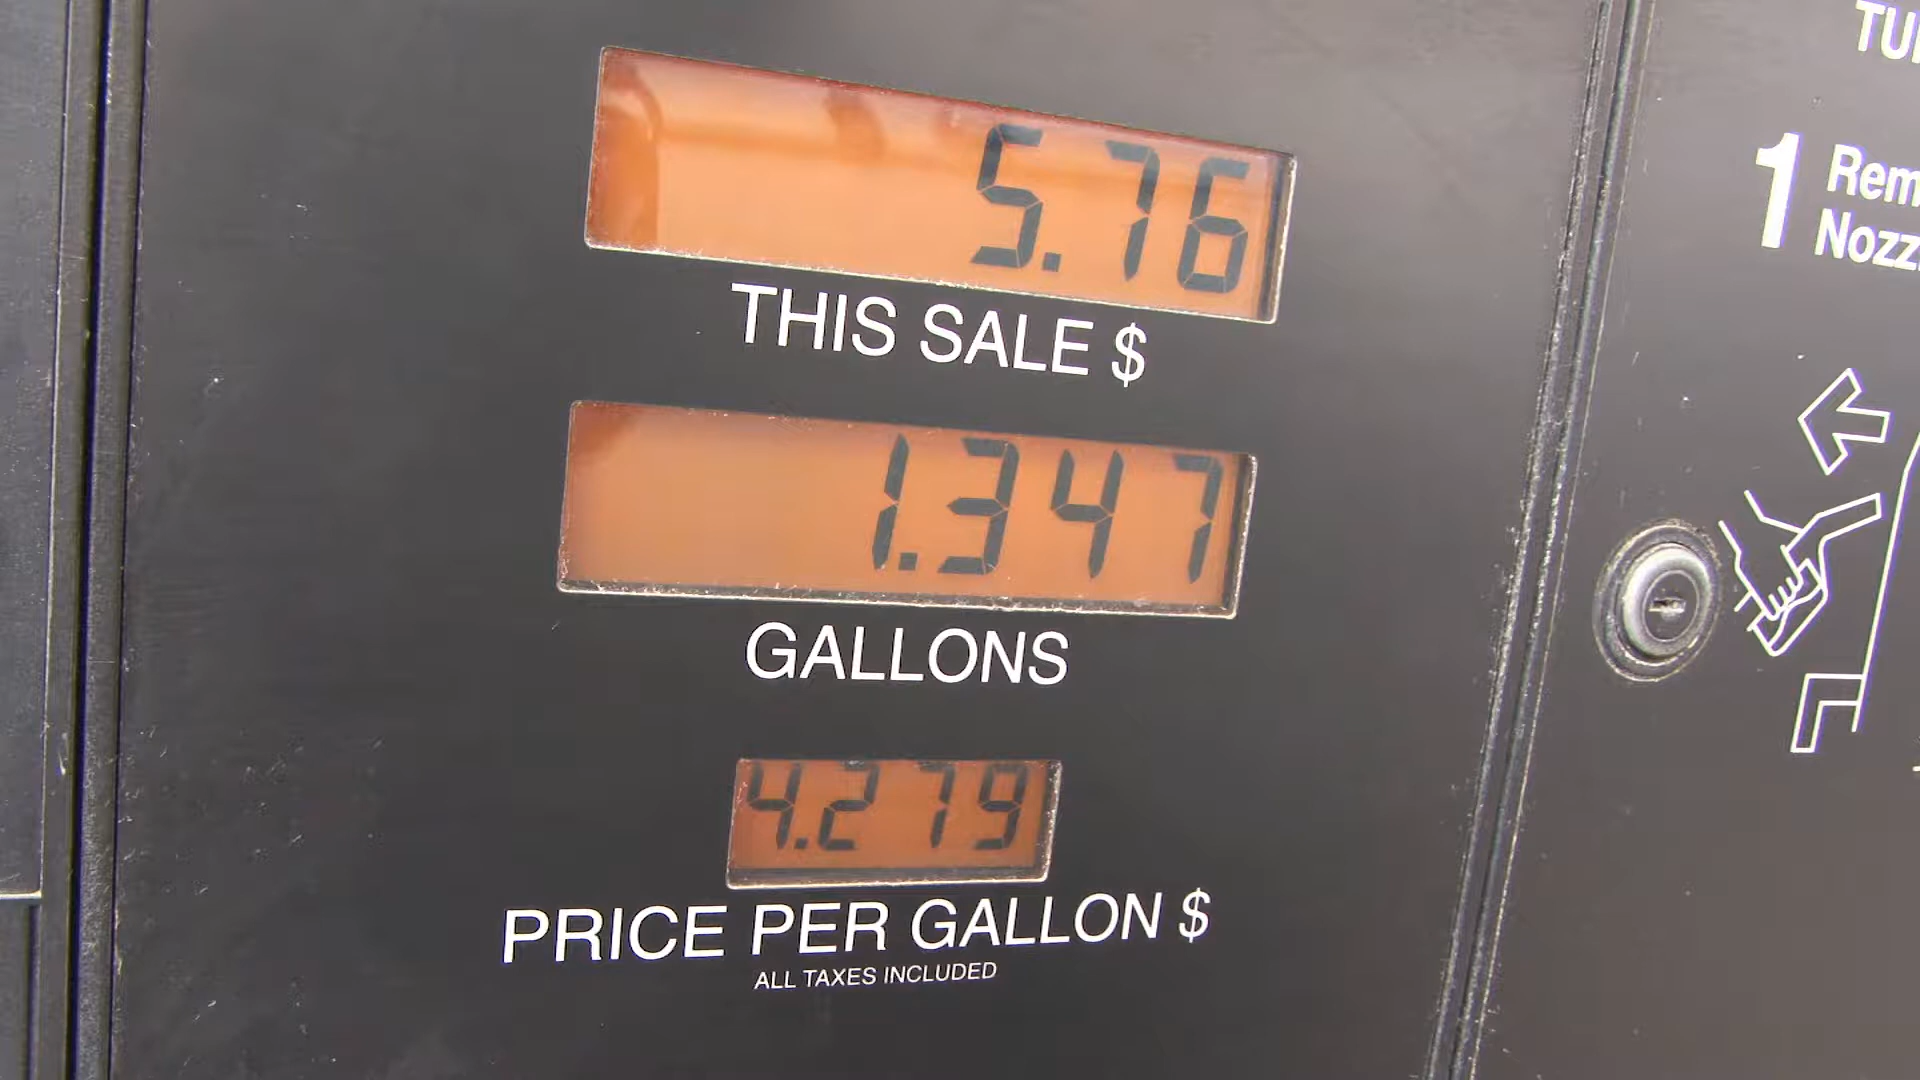 5.76
THIS SALE $
1.347
GALLONS
4.279
PRICE PER GALLON $
ALL TAXES INCLUDED
1